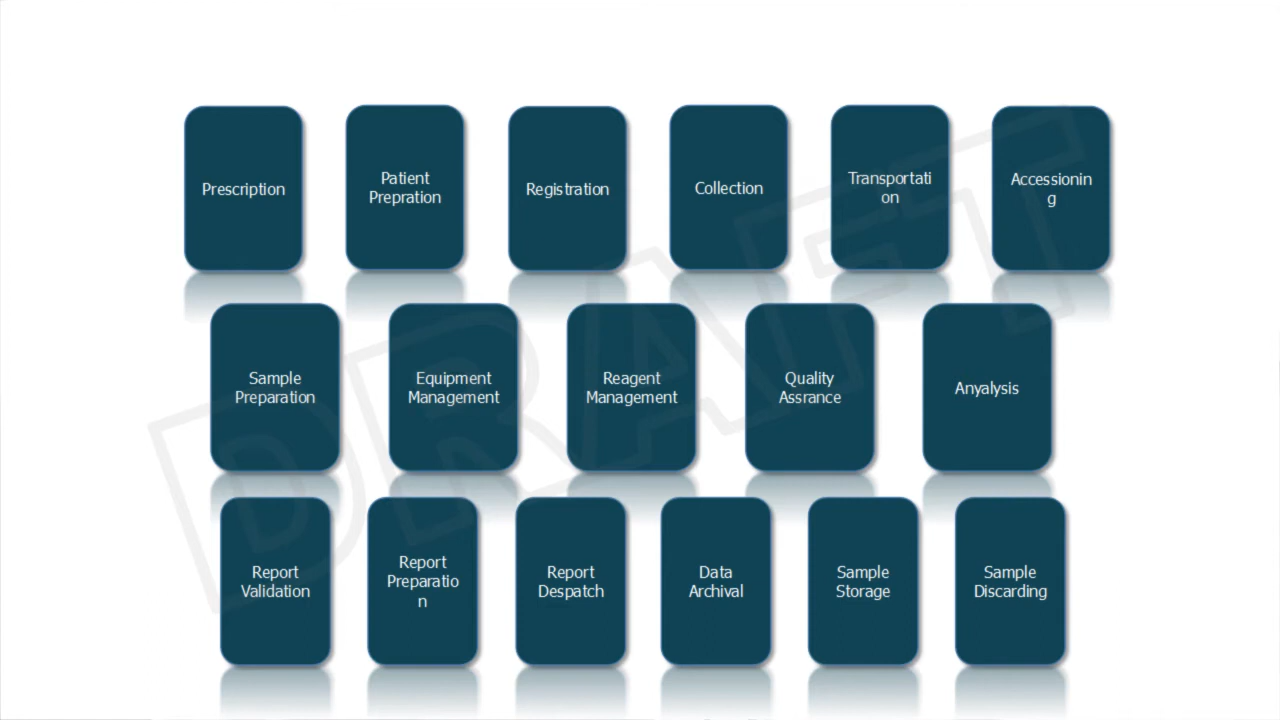 Prescription
Patient
Prepration
Registration
Collection
Transportati
on
Accessionin
g
Sample
Preparation
Equipment
Management
Reagent
Management
Quality
Assrance
Anyalysis
Report
Validation
Report
Preparatio
n
Report
Despatch
Data
Archival
Sample
Storage
Sample
Discarding
DRAFT